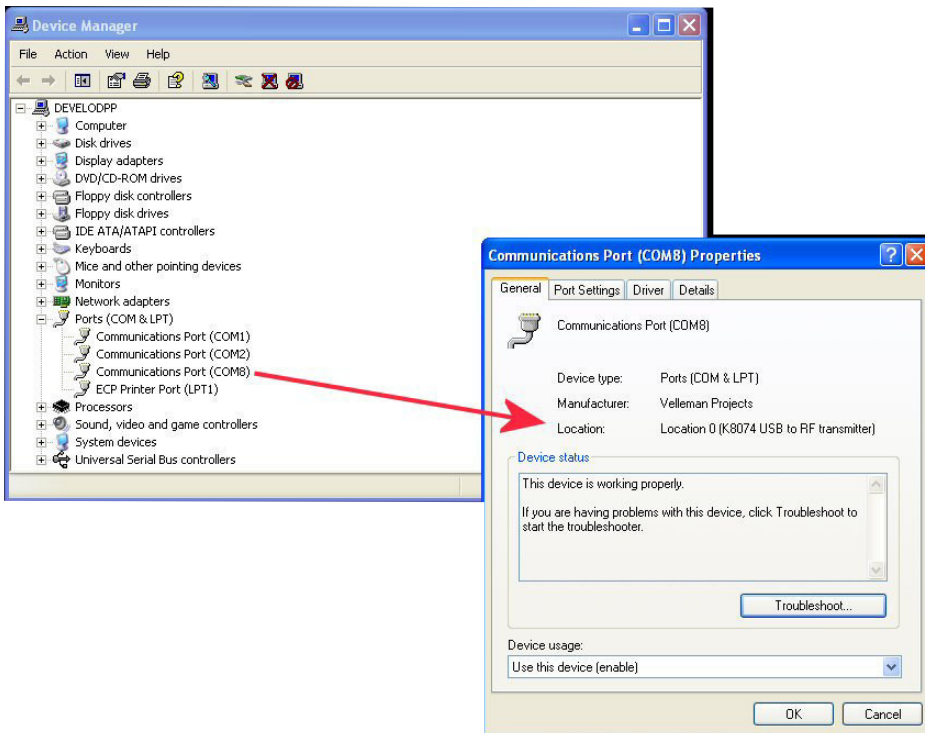 Device Manager
File Action View Help
DEVELODPP
Computer
Disk drives
Display adapters
DVD/CD-ROM drives
Floppy disk controllers
Floppy disk drives
IDE ATA/ATAPI controllers
Keyboards
Mice and other pointing devices
Monitors
Network adapters
Ports (COM & LPT)
Communications Port (COM1)
Communications Port (COM2)
Communications Port (COM8)
ECP Printer Port (LPT1)
Processors
Sound, video and game controllers
System devices
Universal Serial Bus controllers
Communications Port (COM8) Properties
General Port Settings Driver Details
Communications Port (COM8)
Device type: Ports (COM & LPT)
Manufacturer: Velleman Projects
Location: Location 0 (K8074 USB to RF transmitter)
Device status
This device is working properly.
If you are having problems with this device, click Troubleshoot to
start the troubleshooter.
Troubleshoot...
Device usage:
Use this device (enable)
OK Cancel